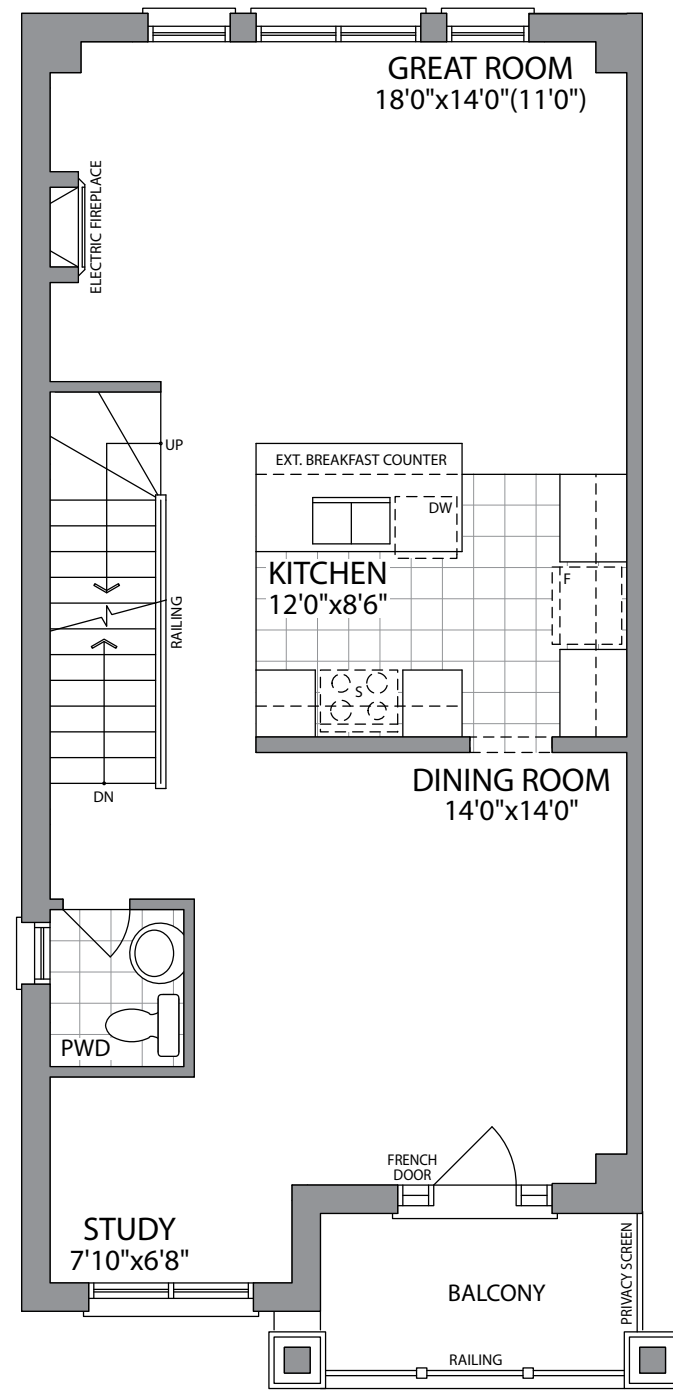 GREAT ROOM
18'0"x14'0"(11'0")
ELECTRIC FIREPLACE
UP
EXT. BREAKFAST COUNTER
DW
KITCHEN
12'0"x8'6"
F
RAILING
S
DN
DINING ROOM
14'0"x14'0"
PWD
FRENCH
DOOR
STUDY
7'10"x6'8"
BALCONY
PRIVACY SCREEN
RAILING